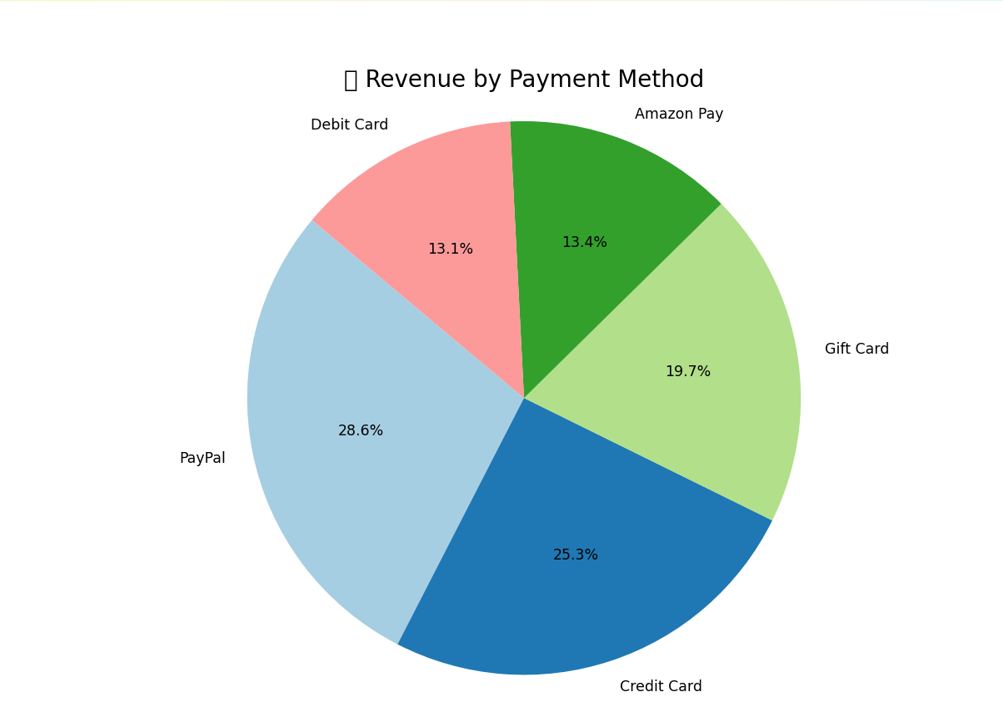 Revenue by Payment Method
Amazon Pay
Debit Card
13.4%
13.1%
Gift Card
19.7%
28.6%
PayPal
25.3%
Credit Card